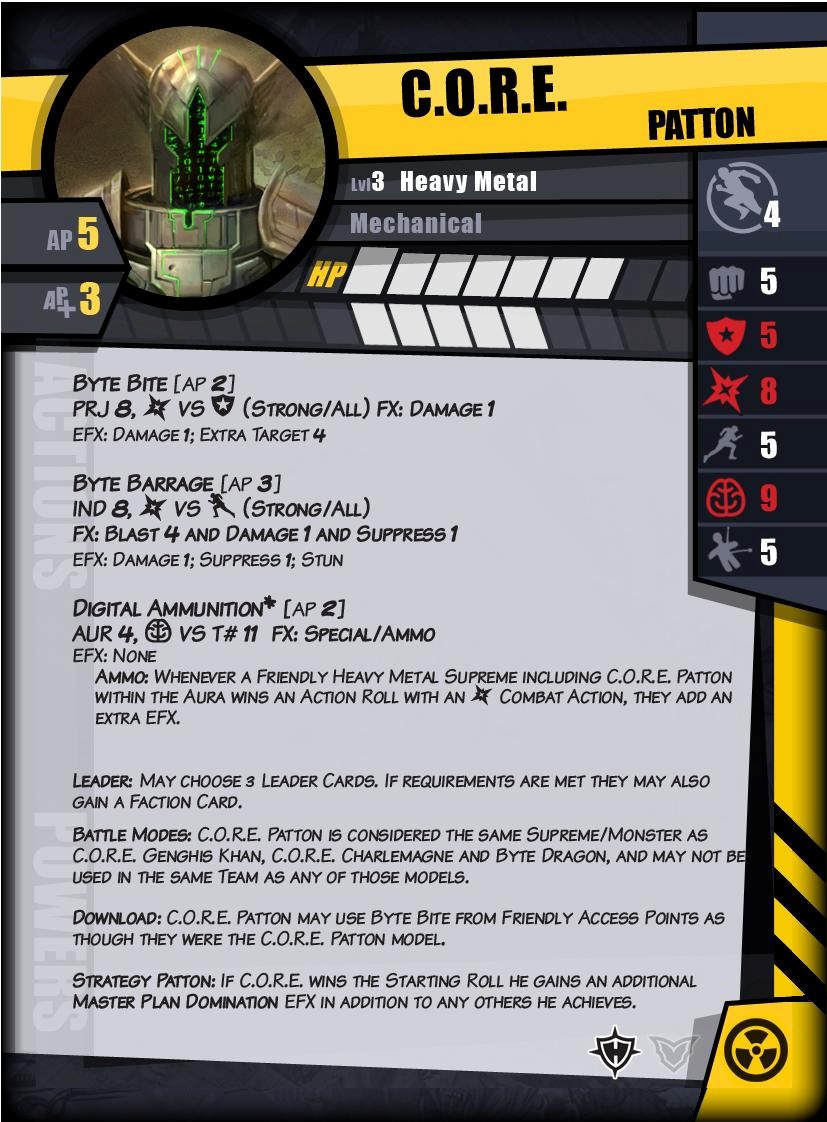 C.O.R.E.
PATTON
Lvl3 Heavy Metal
Mechanical
AP 5
AP+ 3
HP
4
5
5
8
5
9
5
ACTIONS
BYTE BITE [AP 2]
PRJ 8, VS (STRONG/ALL) FX: DAMAGE 1
EFX: DAMAGE 1; EXTRA TARGET 4
BYTE BARRAGE [AP 3]
IND 8, VS (STRONG/ALL)
FX: BLAST 4 AND DAMAGE 1 AND SUPPRESS 1
EFX: DAMAGE 1; SUPPRESS 1; STUN
DIGITAL AMMUNITION* [AP 2]
AUR 4, VS T# 11 FX: SPECIAL/AMMO
EFX: NONE
AMMO: WHENEVER A FRIENDLY HEAVY METAL SUPREME INCLUDING C.O.R.E. PATTON
WITHIN THE AURA WINS AN ACTION ROLL WITH AN COMBAT ACTION, THEY ADD AN
EXTRA EFX.
POWERS
LEADER: MAY CHOOSE 3 LEADER CARDS. IF REQUIREMENTS ARE MET THEY MAY ALSO
GAIN A FACTION CARD.
BATTLE MODES: C.O.R.E. PATTON IS CONSIDERED THE SAME SUPREME/MONSTER AS
C.O.R.E. GENGHIS KHAN, C.O.R.E. CHARLEMAGNE AND BYTE DRAGON, AND MAY NOT BE
USED IN THE SAME TEAM AS ANY OF THOSE MODELS.
DOWNLOAD: C.O.R.E. PATTON MAY USE BYTE BITE FROM FRIENDLY ACCESS POINTS AS
THOUGH THEY WERE THE C.O.R.E. PATTON MODEL.
STRATEGY PATTON: IF C.O.R.E. WINS THE STARTING ROLL HE GAINS AN ADDITIONAL
MASTER PLAN DOMINATION EFX IN ADDITION TO ANY OTHERS HE ACHIEVES.